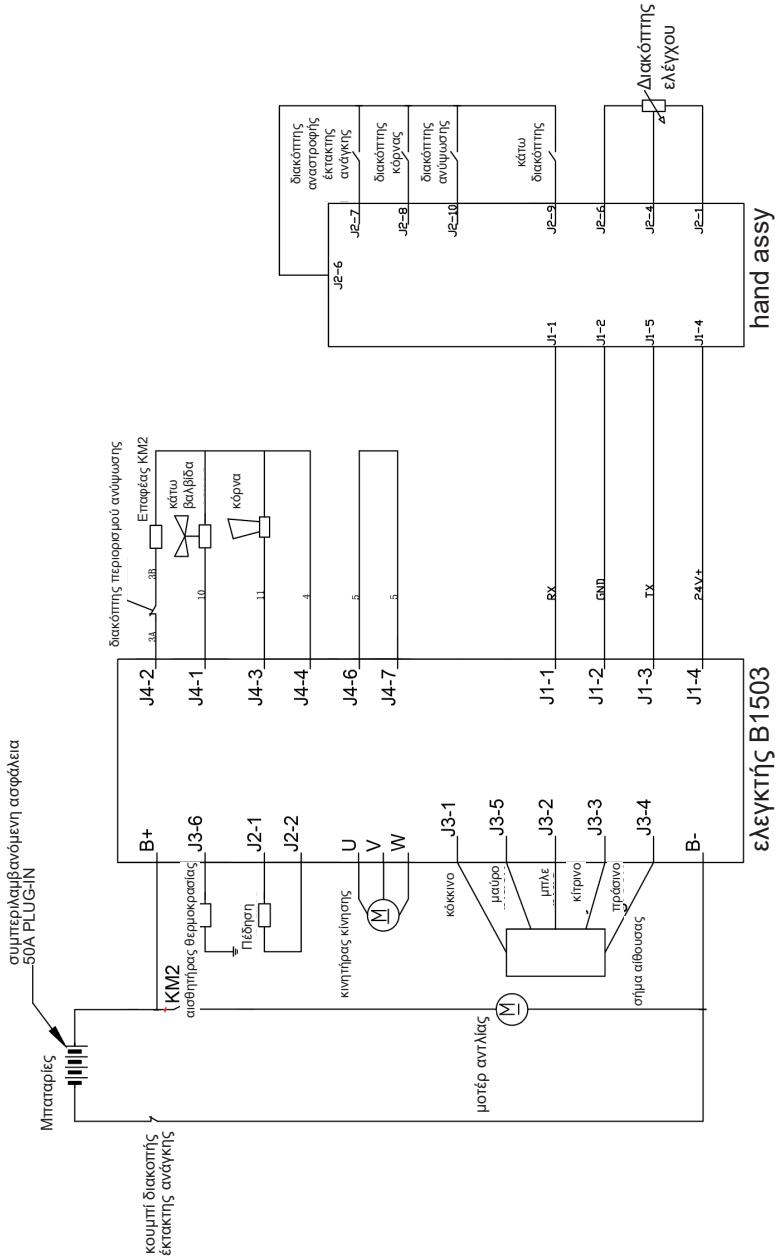 συμπεριλαμβανόμενη ασφάλεια
50A PLUG-IN
Μπαταρίες
κουμπί διακοπής
έκτακτης ανάγκης
KM2
αισθητήρας θερμοκρασίας
Πέδηση
κινητήρας κίνησης
M
μοτέρ αντλίας
M
κόκκινο
μαύρο
μπλε
κίτρινο
πράσινο
σήμα αίθουσας
B+
J3-6
J2-1
J2-2
U
V
W
J3-1
J3-5
J3-2
J3-3
J3-4
B-
J4-2
J4-1
J4-3
J4-4
J4-6
J4-7
J1-1
J1-2
J1-3
J1-4
ελεγκτής B1503
διακόπτης περιορισμού ανύψωσης
Επαφέας KM2
κάτω
βαλβίδα
κόρνα
3A
3B
10
11
4
5
5
RX
GND
TX
24V+
J1-1
J1-2
J1-5
J1-4
J2-6
J2-7
J2-8
J2-10
J2-9
J2-6
J2-4
J2-1
hand assy
διακόπτης
αναστροφής
έκτακτης
ανάγκης
διακόπτης
κόρνας
διακόπτης
ανύψωσης
κάτω
διακόπτης
Διακόπτης
ελέγχου